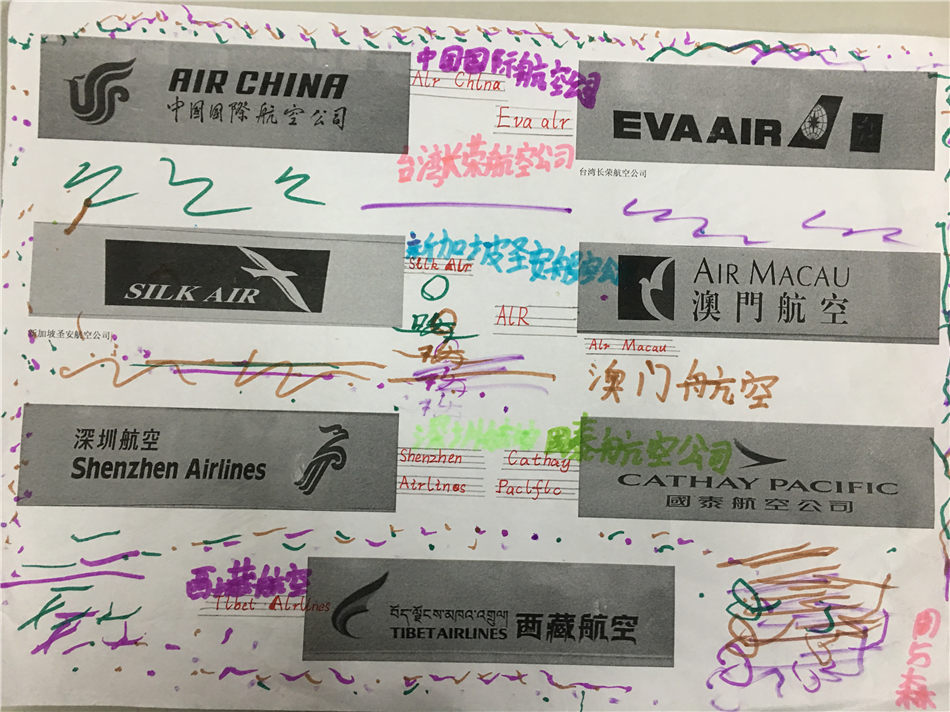 AIR CHINA
中国国際航空公司
中国国际航空公司
Air China
Eva air
EVA AIR
台湾长荣航空公司
台湾长荣航空公司
SILK AIR
新加坡圣安航空公司
新加坡圣安航空公
Silk Air
AIR
AIR MACAU
澳門航空
Air Macau
澳门航空
深圳航空
Shenzhen Airlines
深圳航空
Shenzhen
Airlines
国泰航空公司
Cathay
Pacific
CATHAY PACIFIC
國泰航空公司
西藏航空
Tibet Airlines
བོད་ལྗོངས་མཁའ་འགྲུལ།
TIBET AIRLINES 西藏航空